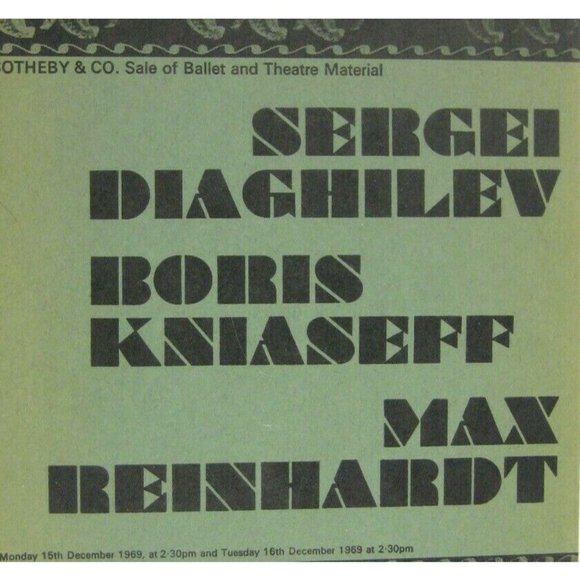 SOTHEBY & CO. Sale of Ballet and Theatre Material
SERGEI
DIAGHILEV
BORIS
KNIASEFF
MAX
REINHARDT
Monday 15th December 1969, at 2·30pm and Tuesday 16th December 1969 at 2·30pm